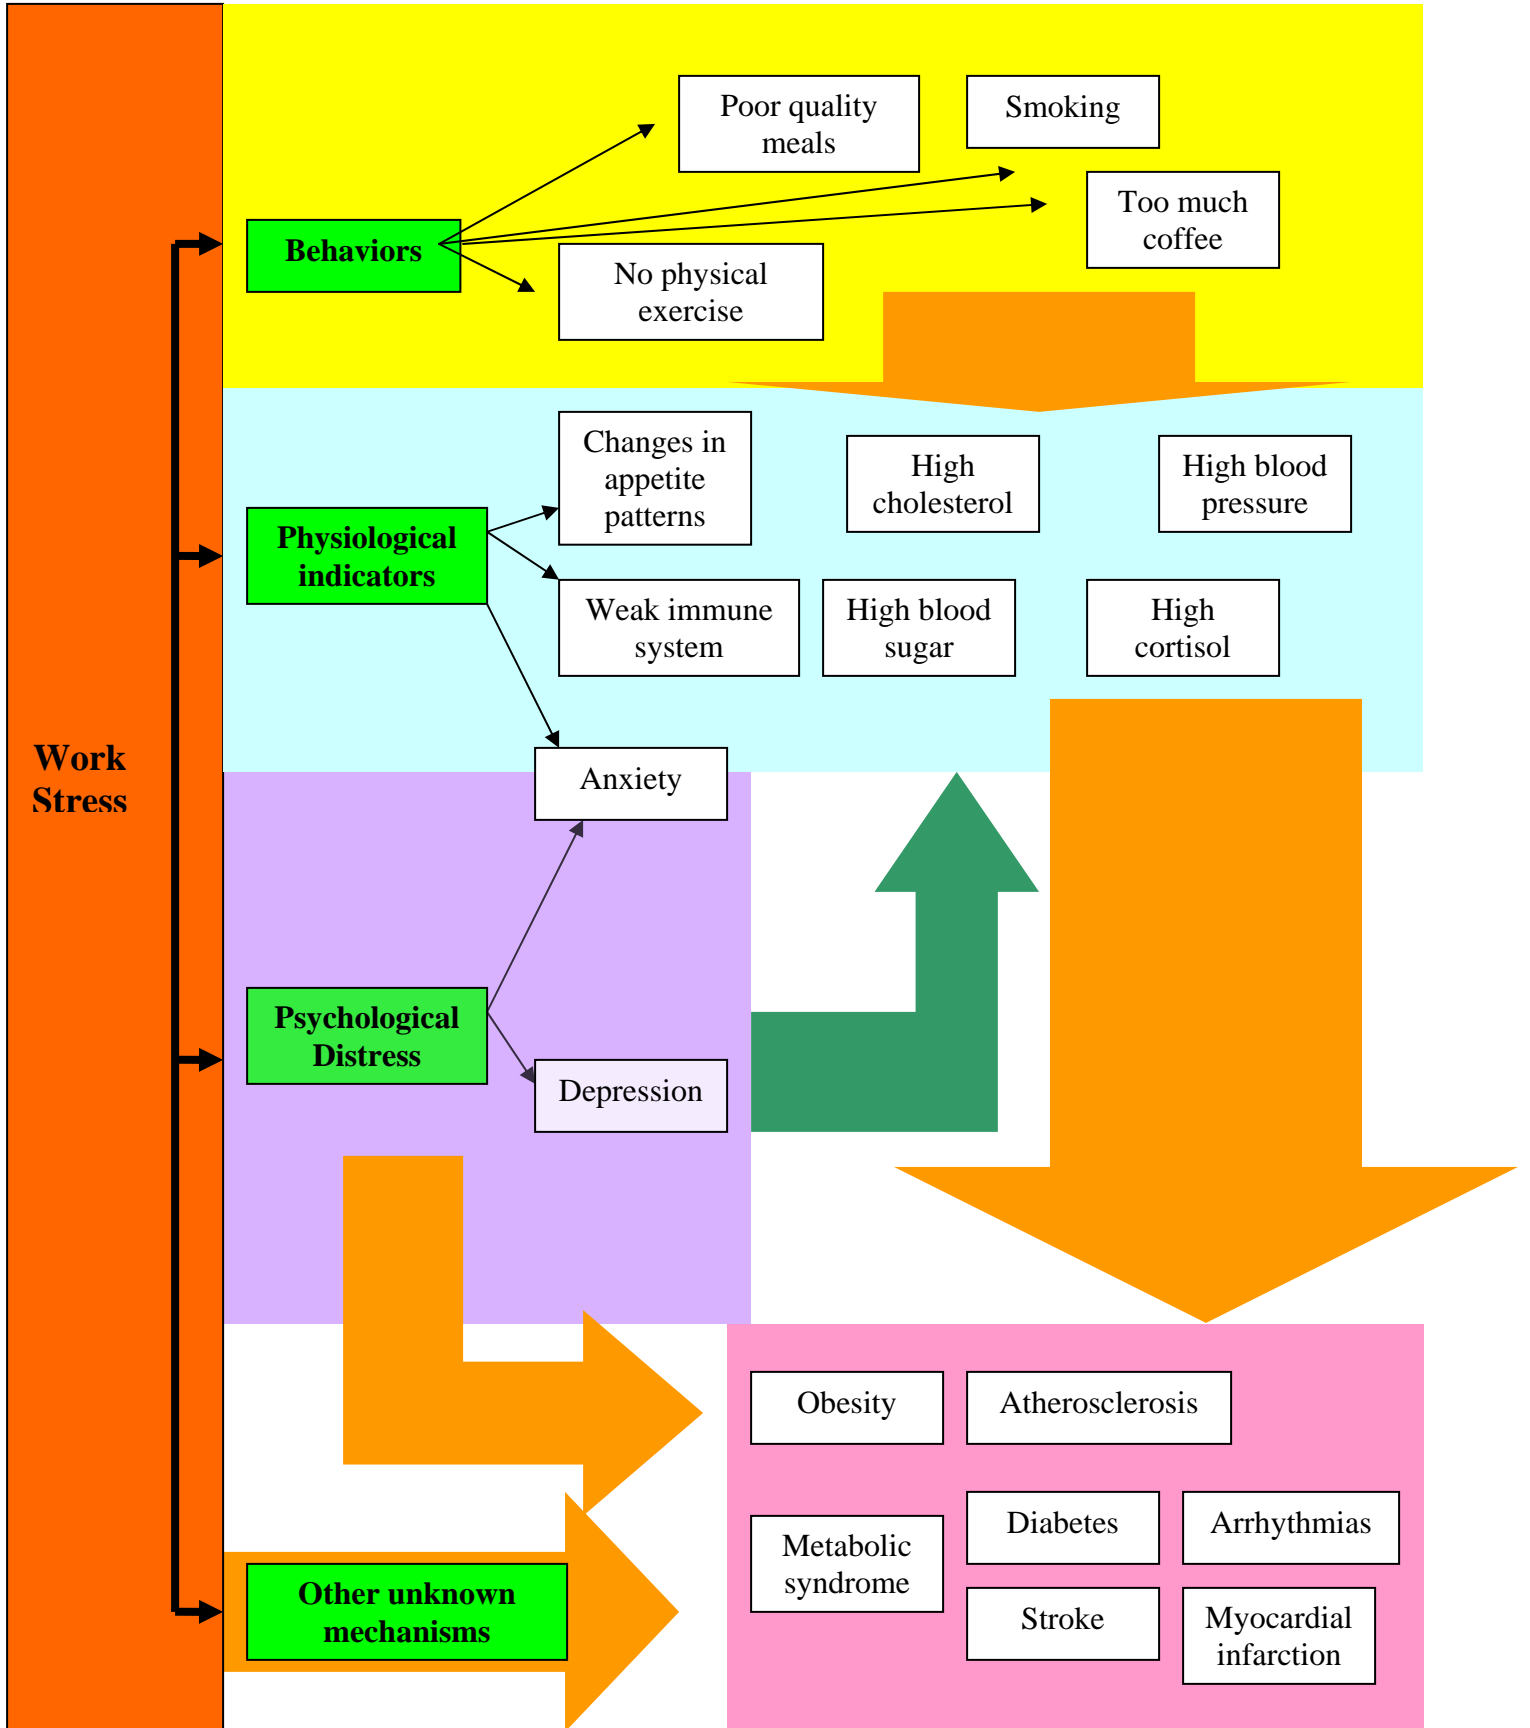 Poor quality
meals
Smoking
Too much
coffee
Behaviors
No physical
exercise
Changes in
appetite
patterns
High
cholesterol
High blood
pressure
Physiological
indicators
Weak immune
system
High blood
sugar
High
cortisol
Work
Stress
Anxiety
Psychological
Distress
Depression
Obesity
Atherosclerosis
Metabolic
syndrome
Diabetes
Arrhythmias
Other unknown
mechanisms
Stroke
Myocardial
infarction